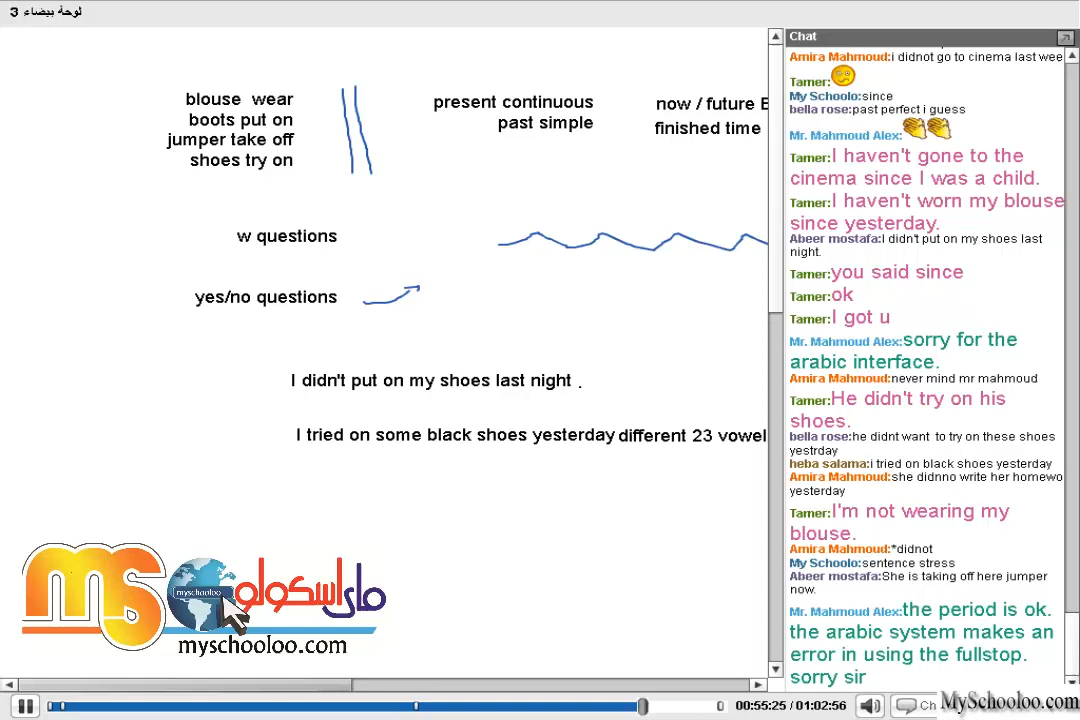 لوحة بيضاء 3
blouse wear
boots put on
jumper take off
shoes try on
present continuous
past simple
now / future
finished time
w questions
yes/no questions
I didn't put on my shoes last night .
I tried on some black shoes yesterday different 23 vowel
ms
myschooloo
ماى اسكولو
myschooloo.com
Chat
Amira Mahmoud:i didnot go to cinema last wee
Tamer:
My Schoolo:since
bella rose:past perfect i guess
Mr. Mahmoud Alex:
Tamer:I haven't gone to the
cinema since I was a child.
Tamer:I haven't worn my blouse
since yesterday.
Abeer mostafa:I didn't put on my shoes last
night.
Tamer:you said since
Tamer:ok
Tamer:I got u
Mr. Mahmoud Alex:sorry for the
arabic interface.
Amira Mahmoud:never mind mr mahmoud
Tamer:He didn't try on his
shoes.
bella rose:he didnt want to try on these shoes
yestrday
heba salama:i tried on black shoes yesterday
Amira Mahmoud:she didnno write her homewo
yesterday
Tamer:I'm not wearing my
blouse.
Amira Mahmoud:*didnot
My Schoolo:sentence stress
Abeer mostafa:She is taking off here jumper
now.
Mr. Mahmoud Alex:the period is ok.
the arabic system makes an
error in using the fullstop.
sorry sir
00:55:25 / 01:02:56
Ch
MySchooloo.com